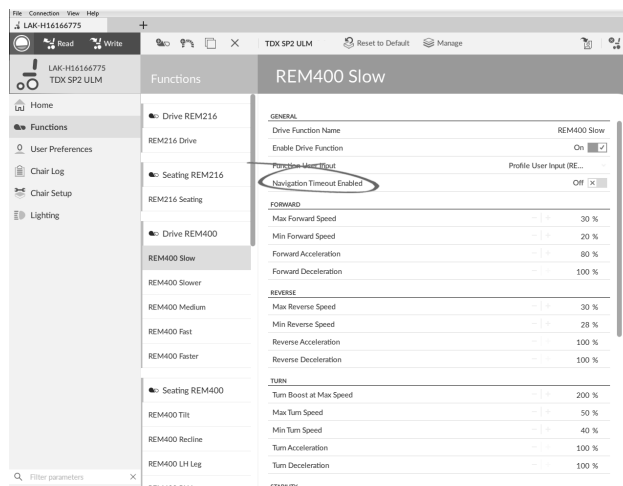 File Connection View Help
LAK-H16166775 +
Read Write TDX SP2 ULM Reset to Default Manage
LAK-H16166775
TDX SP2 ULM
Functions
REM400 Slow
Home
Functions
User Preferences
Chair Log
Chair Setup
Lighting
Filter parameters
Drive REM216
REM216 Drive
Seating REM216
REM216 Seating
Drive REM400
REM400 Slow
REM400 Slower
REM400 Medium
REM400 Fast
REM400 Faster
Seating REM400
REM400 Tilt
REM400 Recline
REM400 LH Leg
GENERAL
Drive Function Name REM400 Slow
Enable Drive Function On
Function User Input Profile User Input (RE...
Navigation Timeout Enabled Off
FORWARD
Max Forward Speed - + 30 %
Min Forward Speed - + 20 %
Forward Acceleration - + 80 %
Forward Deceleration - + 100 %
REVERSE
Max Reverse Speed - + 30 %
Min Reverse Speed - + 28 %
Reverse Acceleration - + 100 %
Reverse Deceleration - + 100 %
TURN
Turn Boost at Max Speed - + 200 %
Max Turn Speed - + 50 %
Min Turn Speed - + 40 %
Turn Acceleration - + 100 %
Turn Deceleration - + 100 %